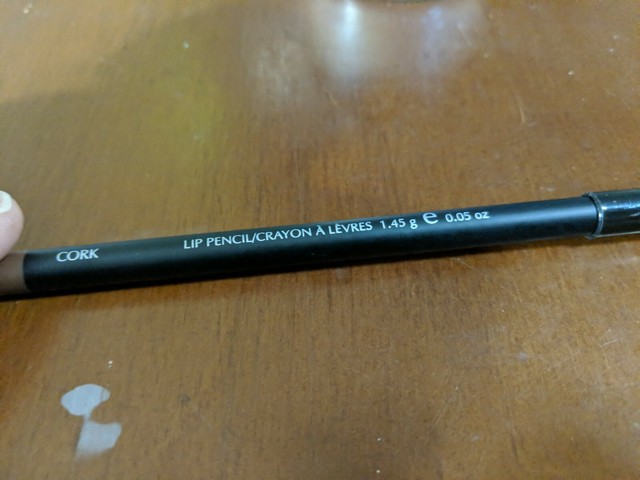 CORK LIP PENCIL/CRAYON À LÈVRES 1.45 g e 0.05 oz